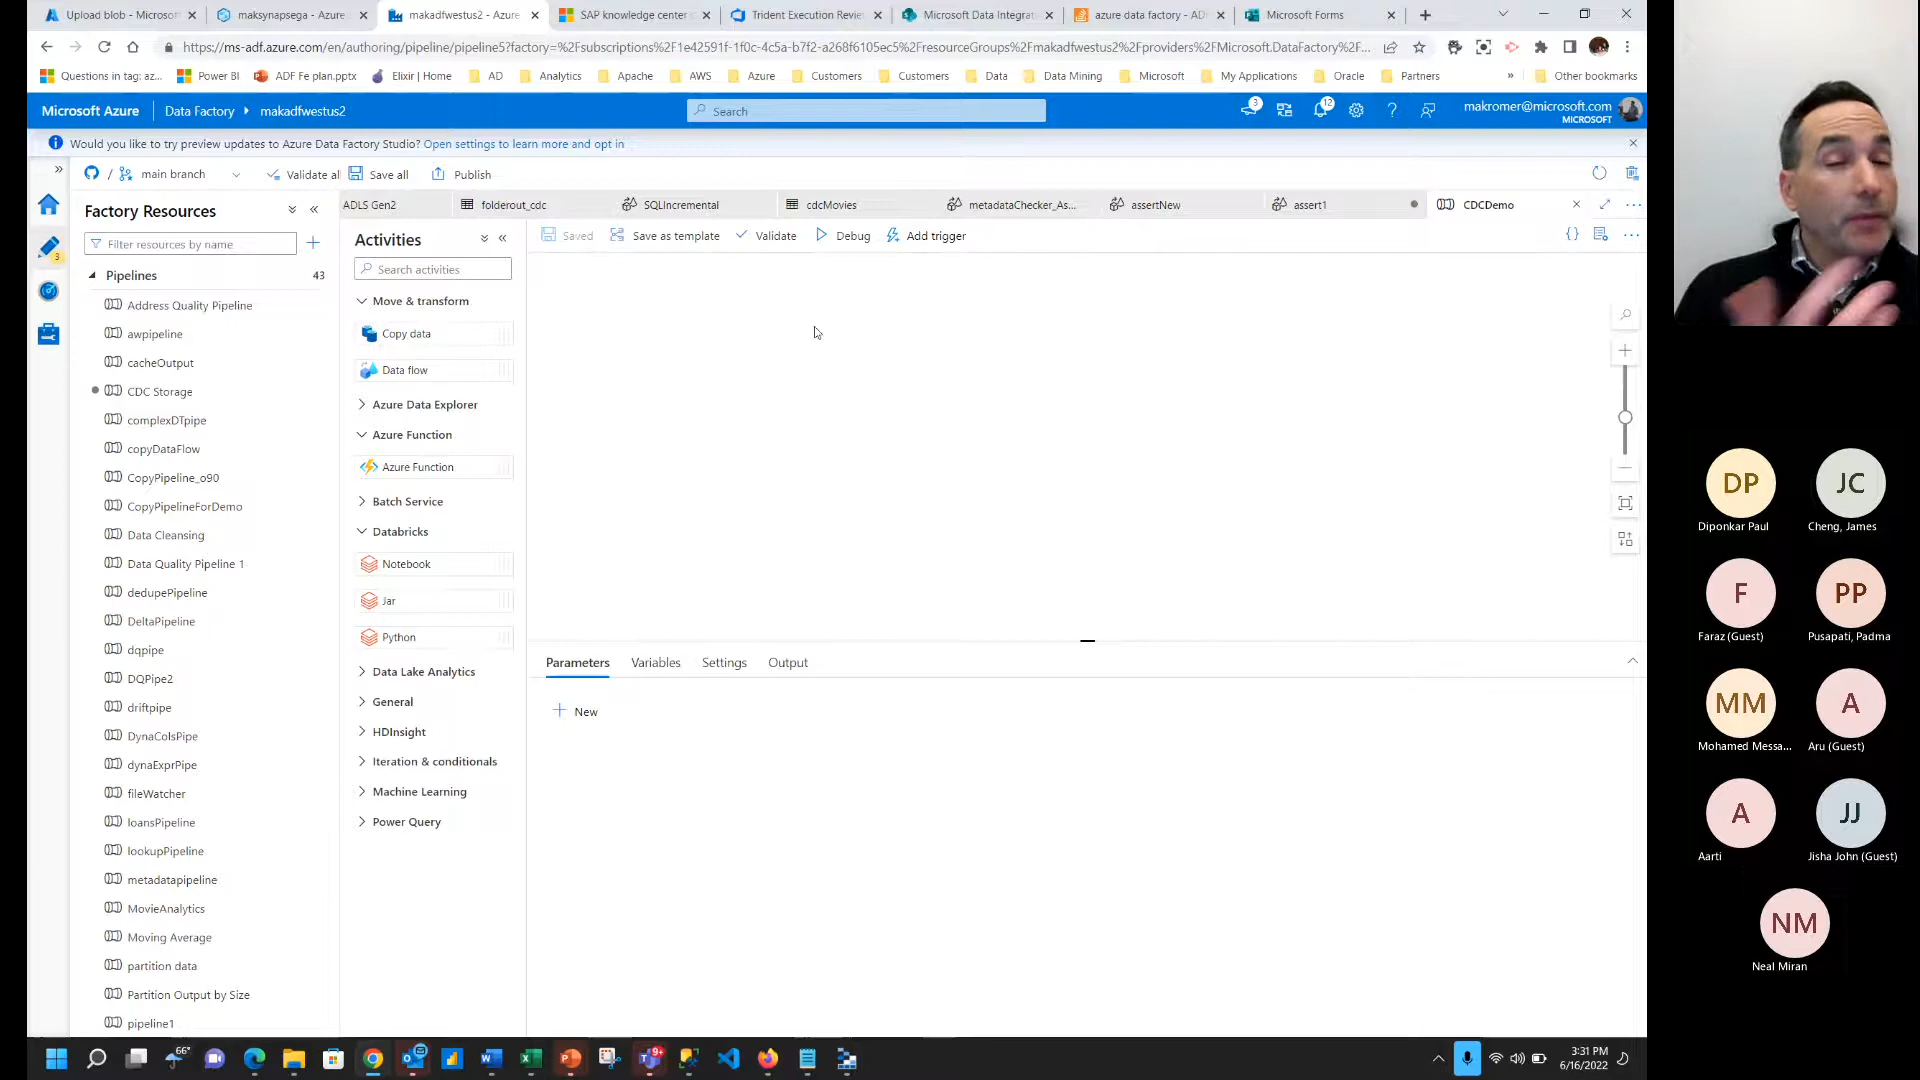 Upload blob - Microsoft
maksynapsega - Azure
makadfwestus2 - Azure
SAP knowledge center
Trident Execution Revie
Microsoft Data Integrat
azure data factory - AD
Microsoft Forms
https://ms-adf.azure.com/en/authoring/pipeline/pipeline5?factory=%2Fsubscriptions%2F1e42591f-1f0c-4c5a-b7f2-a268f6105ec5%2FresourceGroups%2Fmakadfwestus2%2Fproviders%2FMicrosoft.DataFactory%2F...
Questions in tag: az...
Power BI
ADF Fe plan.pptx
Elixir | Home
AD
Analytics
Apache
AWS
Azure
Customers
Customers
Data
Data Mining
Microsoft
My Applications
Oracle
Partners
»
Other bookmarks
Microsoft Azure
Data Factory
makadfwestus2
Search
3
12
makromer@microsoft.com
MICROSOFT
Would you like to try preview updates to Azure Data Factory Studio? Open settings to learn more and opt in
/ main branch
Validate all
Save all
Publish
3
Factory Resources
Filter resources by name
Pipelines 43
Address Quality Pipeline
awpipeline
cacheOutput
CDC Storage
complexDTpipe
copyDataFlow
CopyPipeline_o90
CopyPipelineForDemo
Data Cleansing
Data Quality Pipeline 1
dedupePipeline
DeltaPipeline
dqpipe
DQPipe2
driftpipe
DynaColsPipe
dynaExprPipe
fileWatcher
loansPipeline
lookupPipeline
metadatapipeline
MovieAnalytics
Moving Average
partition data
Partition Output by Size
pipeline1
ADLS Gen2
folderout_cdc
SQLIncremental
cdcMovies
metadataChecker_As...
assertNew
assert1
CDCDemo
Activities
Search activities
Move & transform
Copy data
Data flow
Azure Data Explorer
Azure Function
Azure Function
Batch Service
Databricks
Notebook
Jar
Python
Data Lake Analytics
General
HDInsight
Iteration & conditionals
Machine Learning
Power Query
Saved
Save as template
Validate
Debug
Add trigger
Parameters
Variables
Settings
Output
New
DP
Diponkar Paul
JC
Cheng, James
F
Faraz (Guest)
PP
Pusapati, Padma
MM
Mohamed Messa...
A
Aru (Guest)
A
Aarti
JJ
Jisha John (Guest)
NM
Neal Miran
66°
9+
3:31 PM
6/16/2022